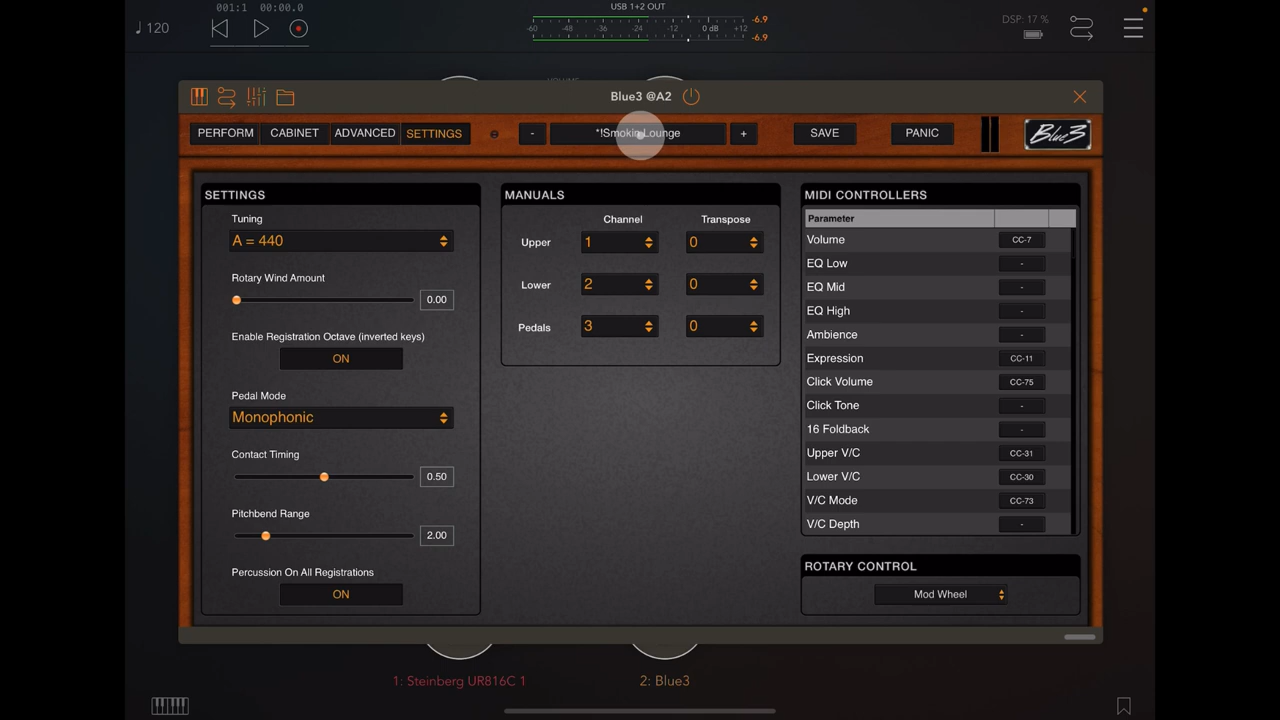 001:1 00:00.0
USB 1+2 OUT
♩ 120
-60 -48 -36 -24 -12 0 dB +12
-6.9
-6.9
DSP: 17 %
Blue3 @A2
PERFORM CABINET ADVANCED SETTINGS - *!Smokin Lounge + SAVE PANIC Blue3
SETTINGS
Tuning
A = 440
Rotary Wind Amount
0.00
Enable Registration Octave (inverted keys)
ON
Pedal Mode
Monophonic
Contact Timing
0.50
Pitchbend Range
2.00
Percussion On All Registrations
ON
MANUALS
Channel Transpose
Upper 1 0
Lower 2 0
Pedals 3 0
MIDI CONTROLLERS
Parameter
Volume CC-7
EQ Low -
EQ Mid -
EQ High -
Ambience -
Expression CC-11
Click Volume CC-75
Click Tone -
16 Foldback -
Upper V/C CC-31
Lower V/C CC-30
V/C Mode CC-73
V/C Depth -
ROTARY CONTROL
Mod Wheel
1: Steinberg UR816C 1
2: Blue3